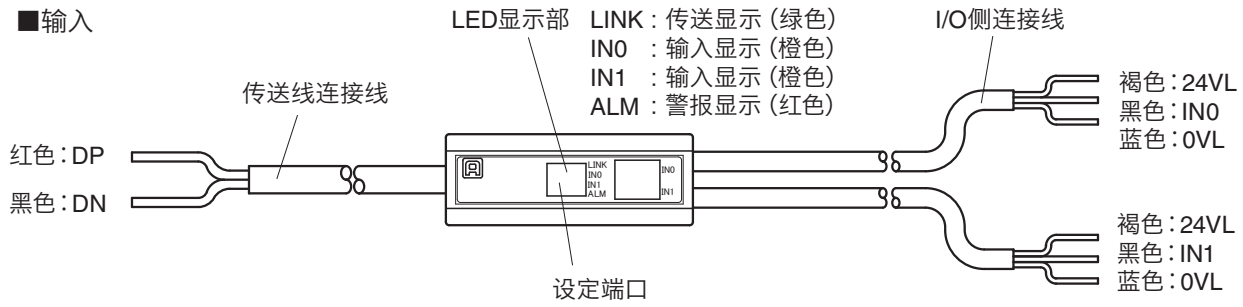 ■输入
LED显示部
LINK : 传送显示 (绿色)
IN0 : 输入显示 (橙色)
IN1 : 输入显示 (橙色)
ALM : 警报显示 (红色)
I/O侧连接线
传送线连接线
红色:DP
黑色:DN
A
LINK
IN0
IN1
ALM
IN0
IN1
设定端口
褐色:24VL
黑色:IN0
蓝色:0VL
褐色:24VL
黑色:IN1
蓝色:0VL